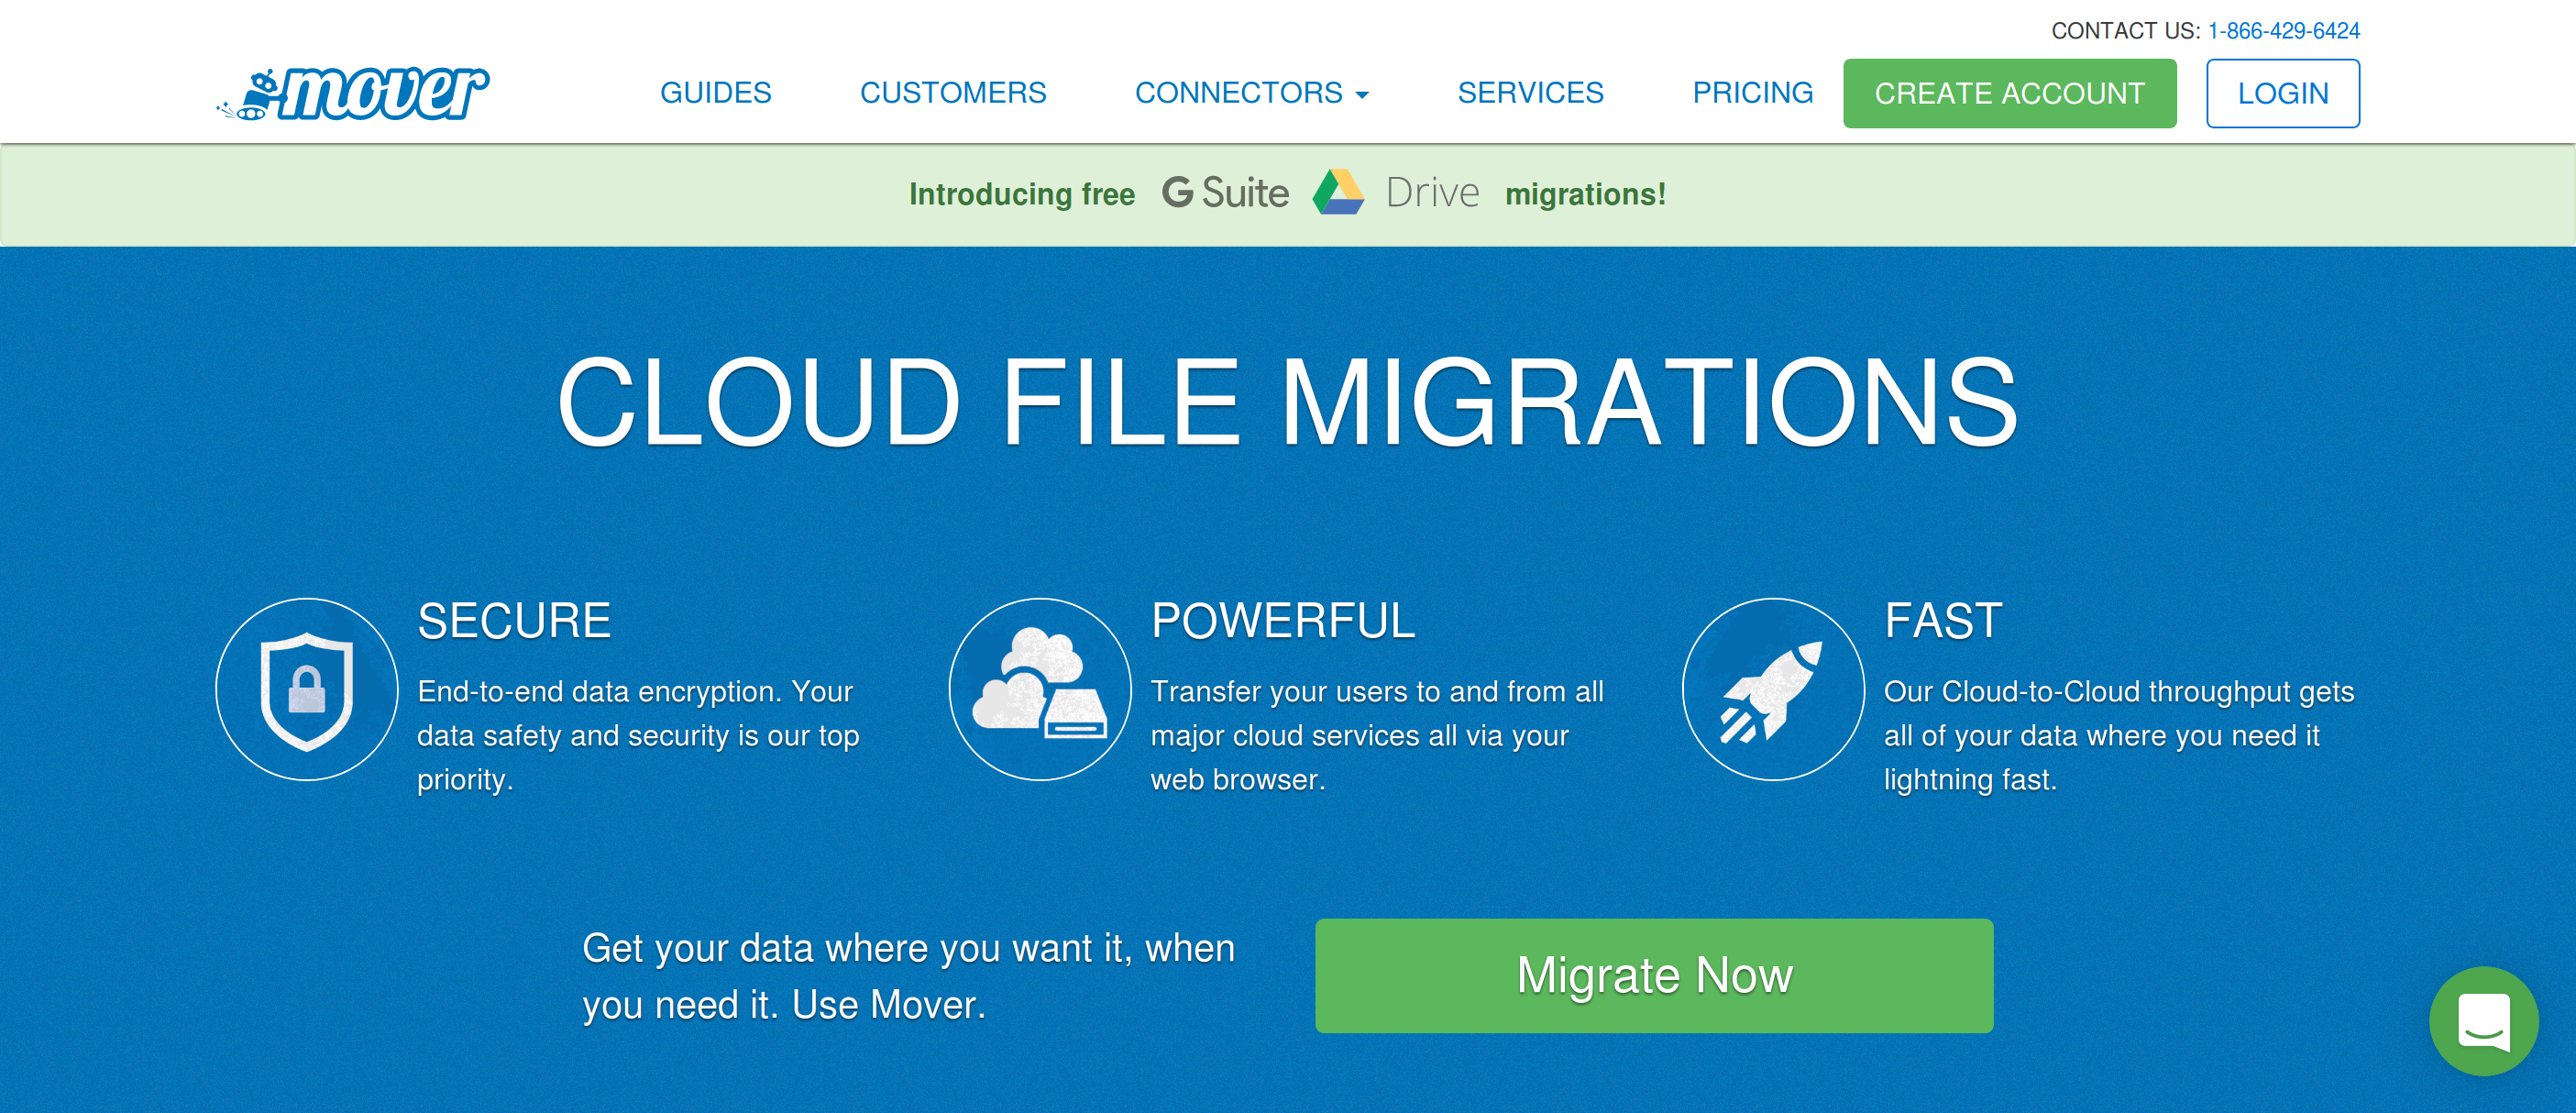 CONTACT US: 1-866-429-6424
mover
GUIDES
CUSTOMERS
CONNECTORS
SERVICES
PRICING
CREATE ACCOUNT
LOGIN
Introducing free G Suite Drive migrations!
CLOUD FILE MIGRATIONS
SECURE
End-to-end data encryption. Your
data safety and security is our top
priority.
POWERFUL
Transfer your users to and from all
major cloud services all via your
web browser.
FAST
Our Cloud-to-Cloud throughput gets
all of your data where you need it
lightning fast.
Get your data where you want it, when
you need it. Use Mover.
Migrate Now